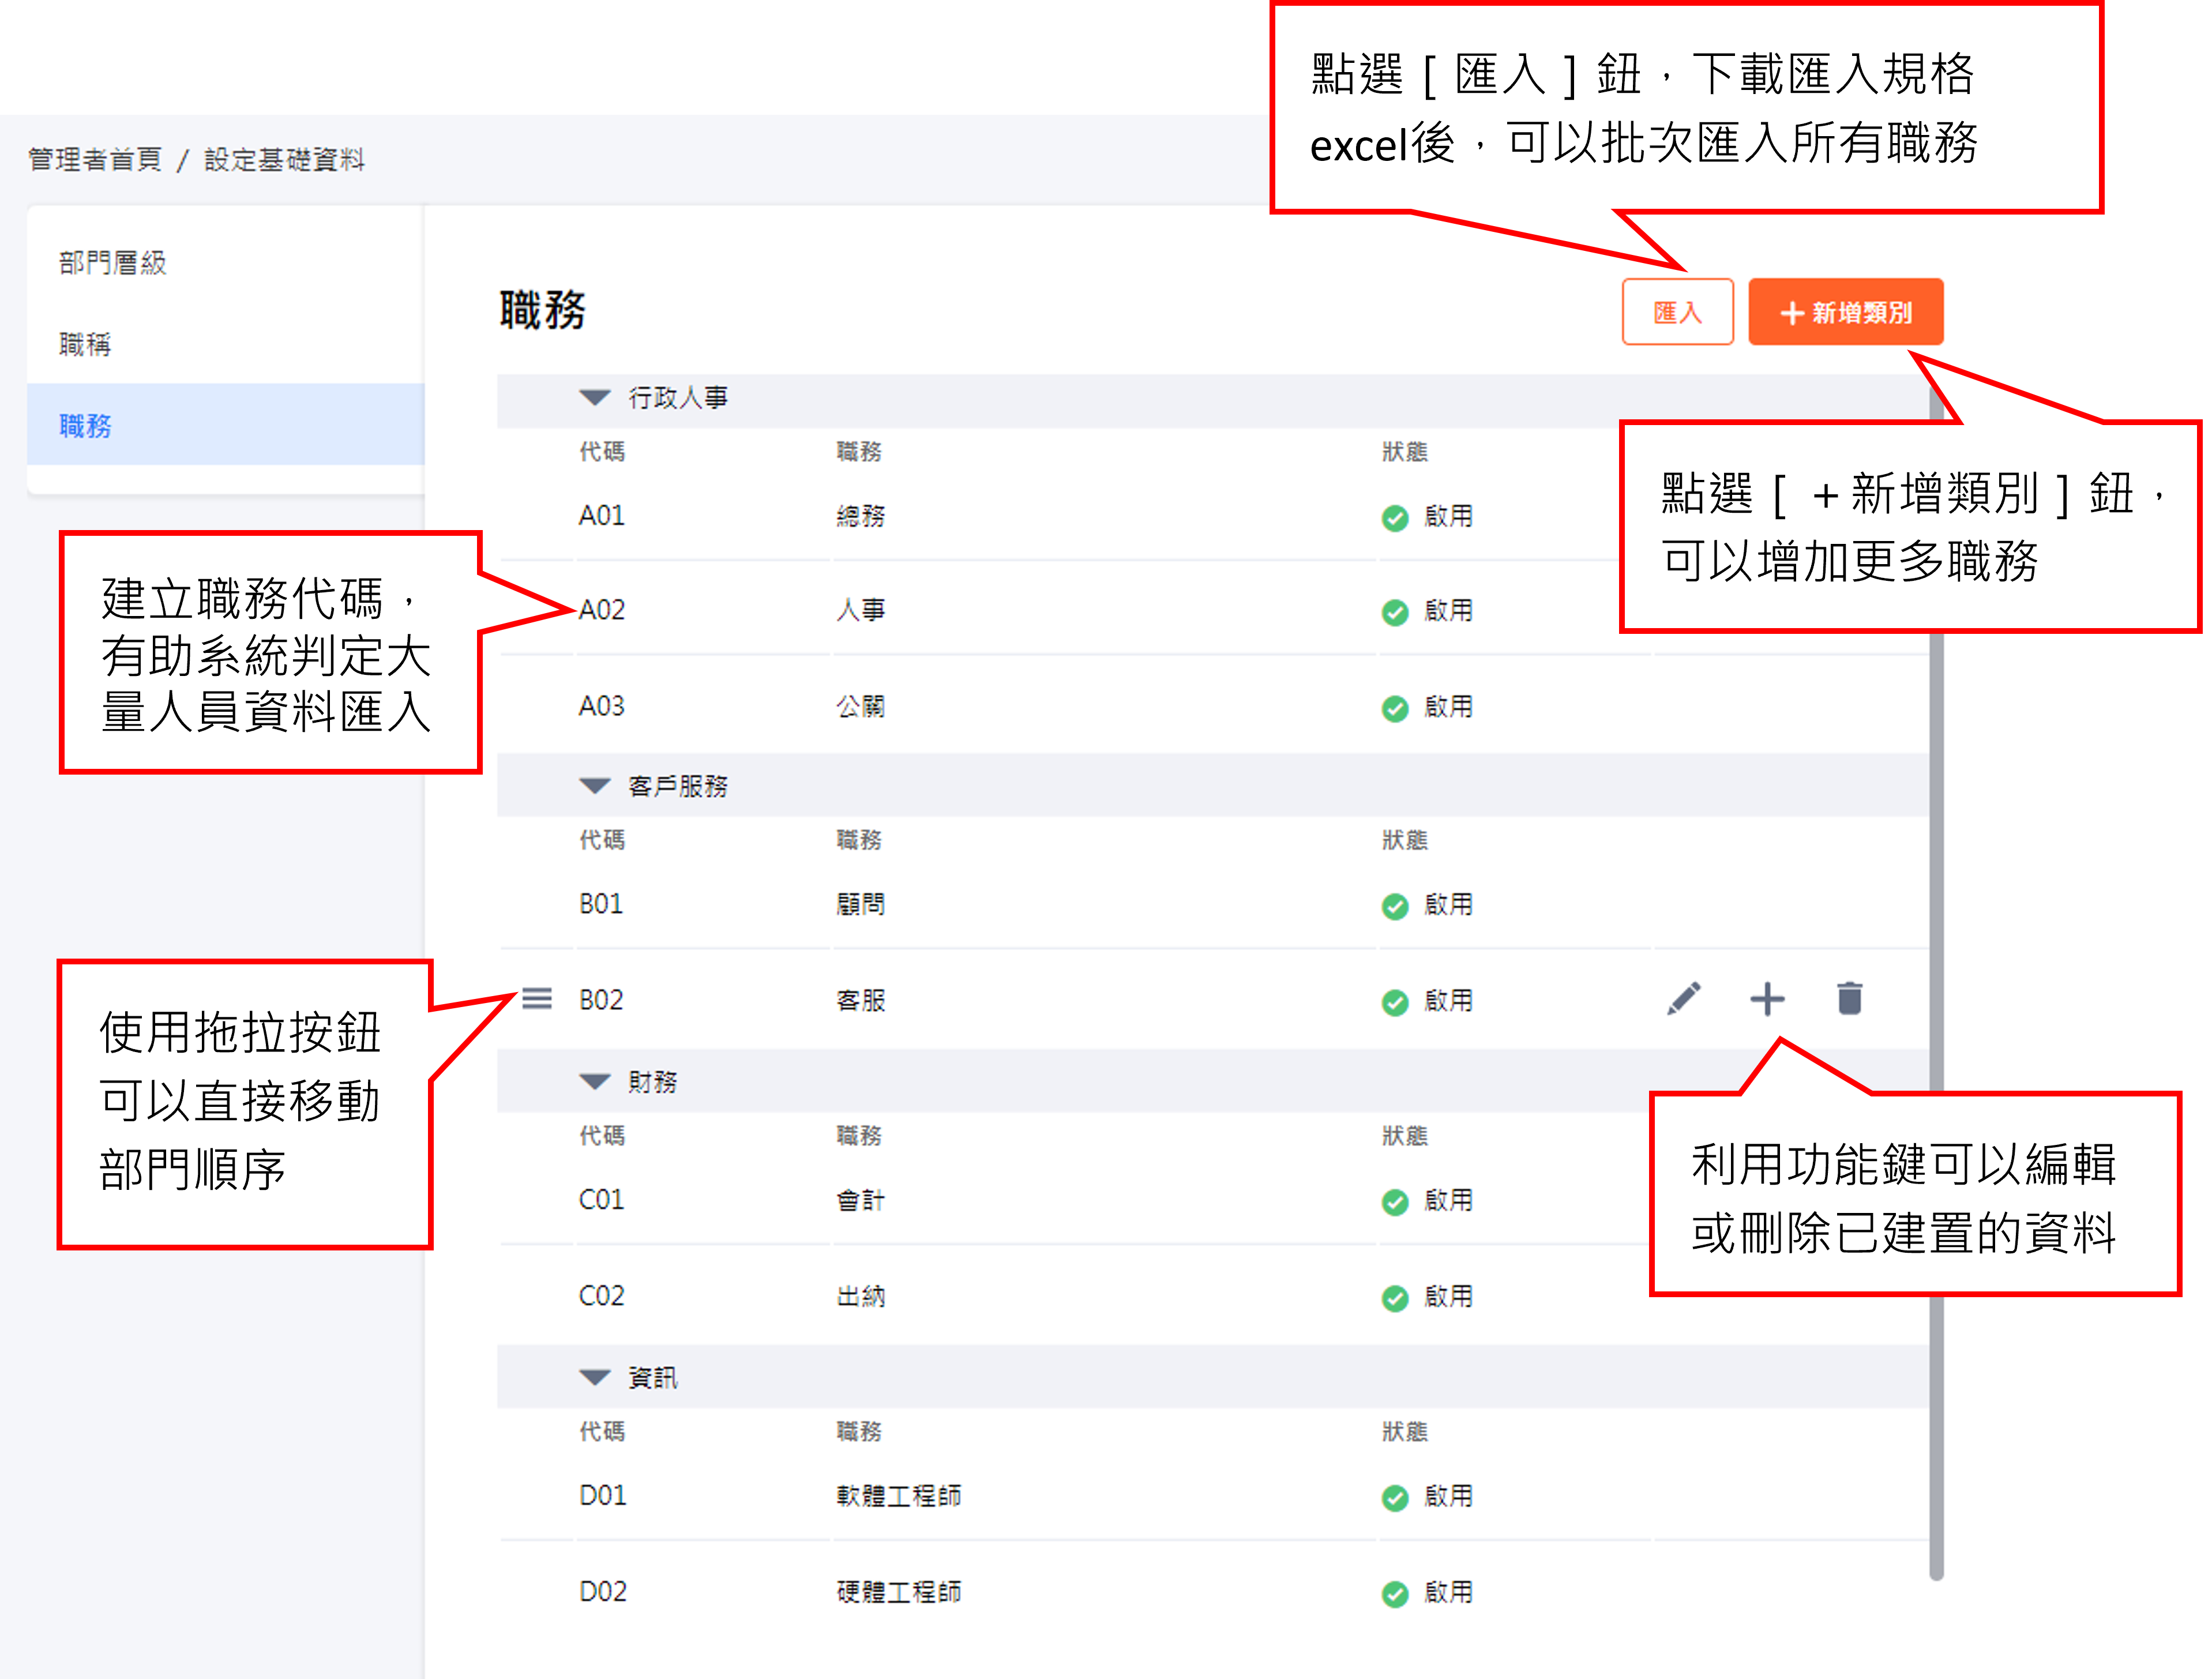 點選 [ 匯入 ] 鈕，下載匯入規格
excel後，可以批次匯入所有職務
管理者首頁 / 設定基礎資料
部門層級
職稱
職務
職務
匯入
＋新增類別
行政人事
代碼 職務 狀態
A01 總務 啟用
A02 人事 啟用
A03 公關 啟用
點選 [ +新增類別 ] 鈕，
可以增加更多職務
建立職務代碼，
有助系統判定大
量人員資料匯入
客戶服務
代碼 職務 狀態
B01 顧問 啟用
B02 客服 啟用
使用拖拉按鈕
可以直接移動
部門順序
財務
代碼 職務 狀態
C01 會計 啟用
C02 出納 啟用
利用功能鍵可以編輯
或刪除已建置的資料
資訊
代碼 職務 狀態
D01 軟體工程師 啟用
D02 硬體工程師 啟用